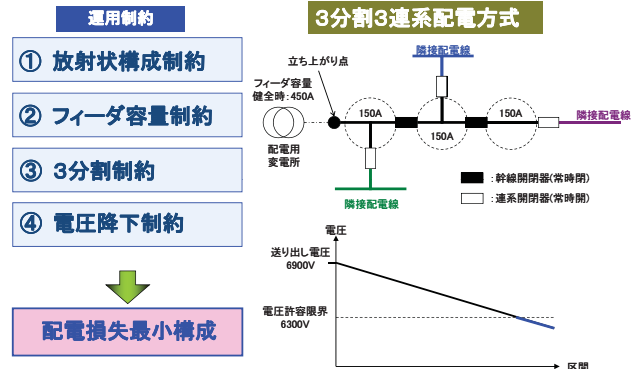 運用制約
① 放射状構成制約
② フィーダ容量制約
③ 3分割制約
④ 電圧降下制約
配電損失最小構成
3分割3連系配電方式
隣接配電線
立ち上がり点
フィーダ容量
健全時:450A
150A
150A
150A
隣接配電線
配電用
変電所
隣接配電線
:幹線開閉器(常時閉)
:連系開閉器(常時開)
電圧
送り出し電圧
6900V
電圧許容限界
6300V
区間